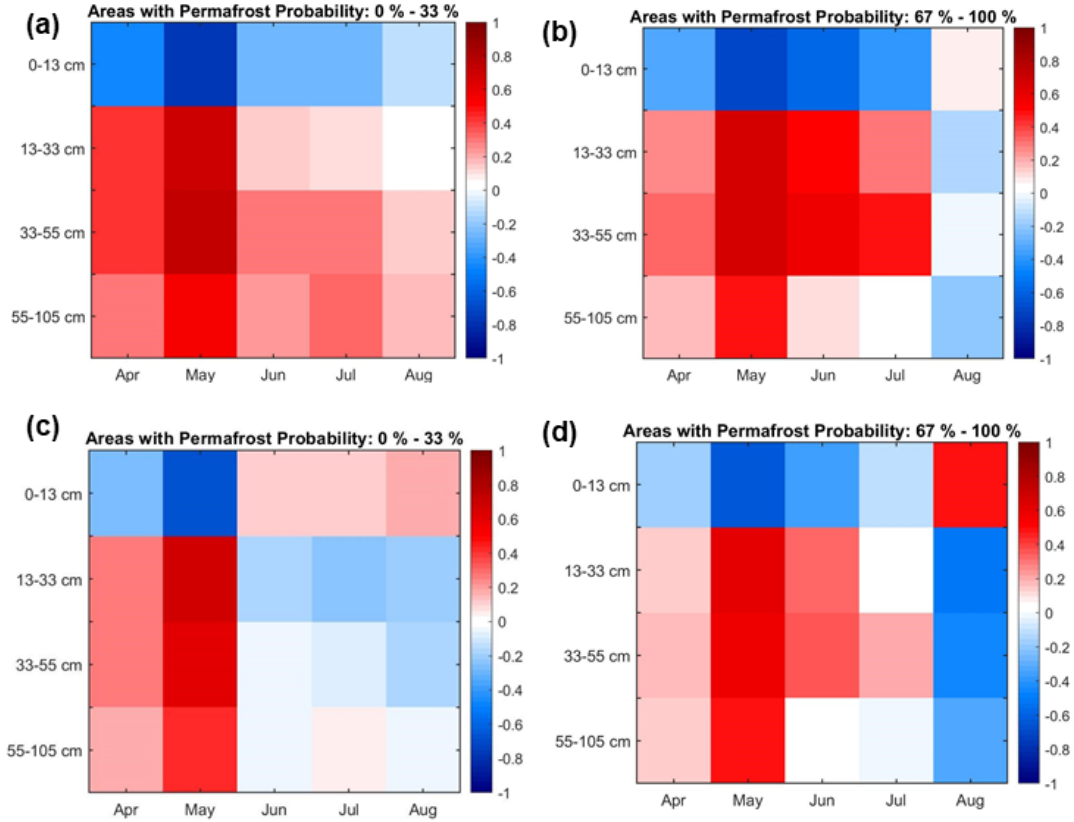 (a)
Areas with Permafrost Probability: 0 % - 33 %
0-13 cm
13-33 cm
33-55 cm
55-105 cm
Apr May Jun Jul Aug
1
0.8
0.6
0.4
0.2
0
-0.2
-0.4
-0.6
-0.8
-1
(b)
Areas with Permafrost Probability: 67 % - 100 %
0-13 cm
13-33 cm
33-55 cm
55-105 cm
Apr May Jun Jul Aug
1
0.8
0.6
0.4
0.2
0
-0.2
-0.4
-0.6
-0.8
-1
(c)
Areas with Permafrost Probability: 0 % - 33 %
0-13 cm
13-33 cm
33-55 cm
55-105 cm
Apr May Jun Jul Aug
1
0.8
0.6
0.4
0.2
0
-0.2
-0.4
-0.6
-0.8
-1
(d)
Areas with Permafrost Probability: 67 % - 100 %
0-13 cm
13-33 cm
33-55 cm
55-105 cm
Apr May Jun Jul Aug
1
0.8
0.6
0.4
0.2
0
-0.2
-0.4
-0.6
-0.8
-1